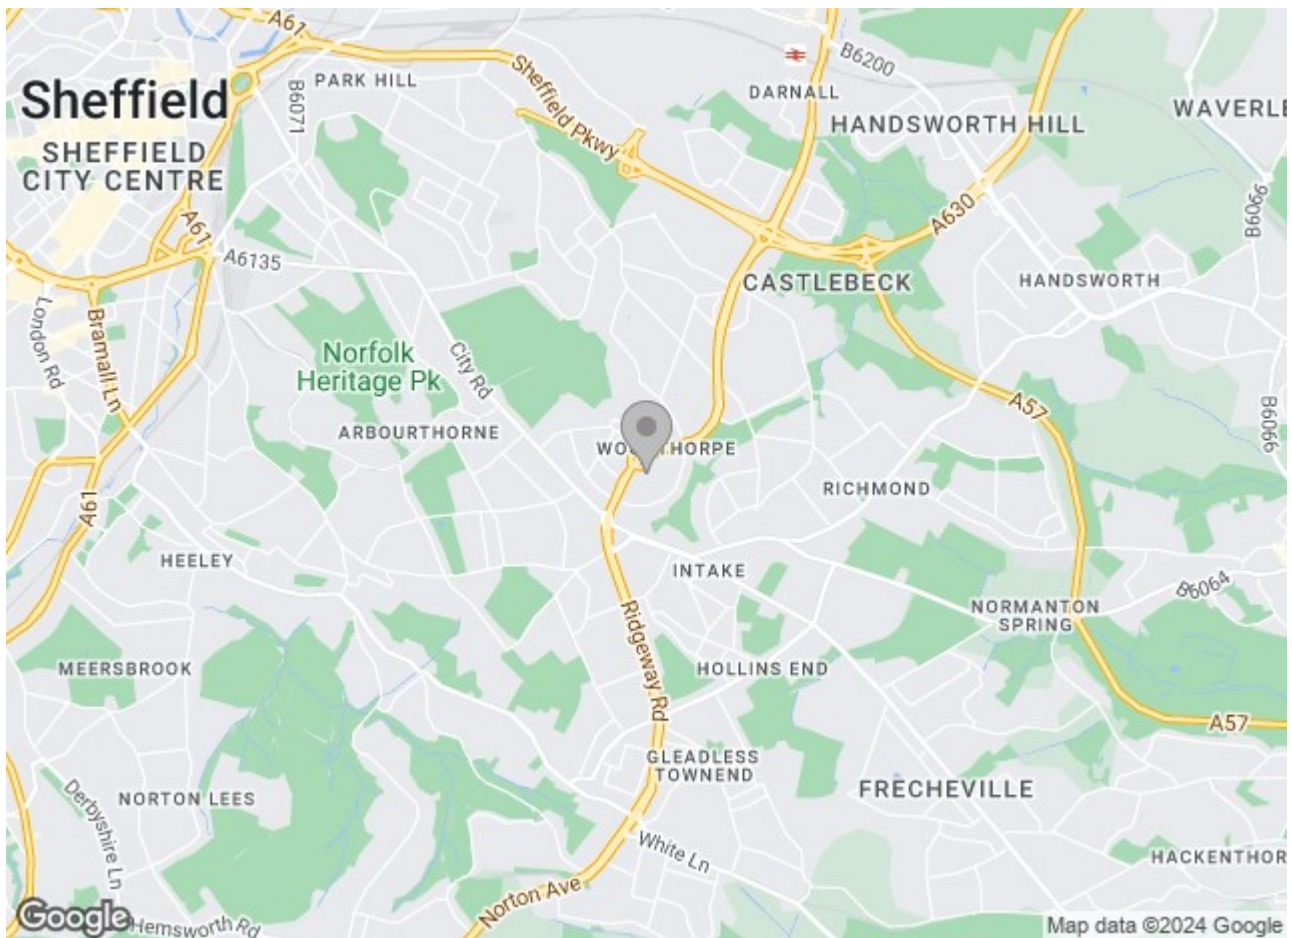 A61
Sheffield Pkwy
B6200
PARK HILL
B6071
DARNALL
Sheffield
HANDSWORTH HILL
WAVERLE
SHEFFIELD
CITY CENTRE
A630
B6066
A61
A6135
CASTLEBECK
HANDSWORTH
London Rd
Bramall Ln
Norfolk
Heritage Pk
City Rd
A57
B6066
ARBOURTHORNE
RICHMOND
A61
HEELEY
INTAKE
B6064
NORMANTON
SPRING
Ridgeway Rd
MEERSBROOK
HOLLINS END
A57
GLEADLESS
TOWNEND
FRECHEVILLE
NORTON LEES
Derbyshire Ln
White Ln
HACKENTHOR
Norton Ave
Google
Hemsworth Rd
Map data ©2024 Google